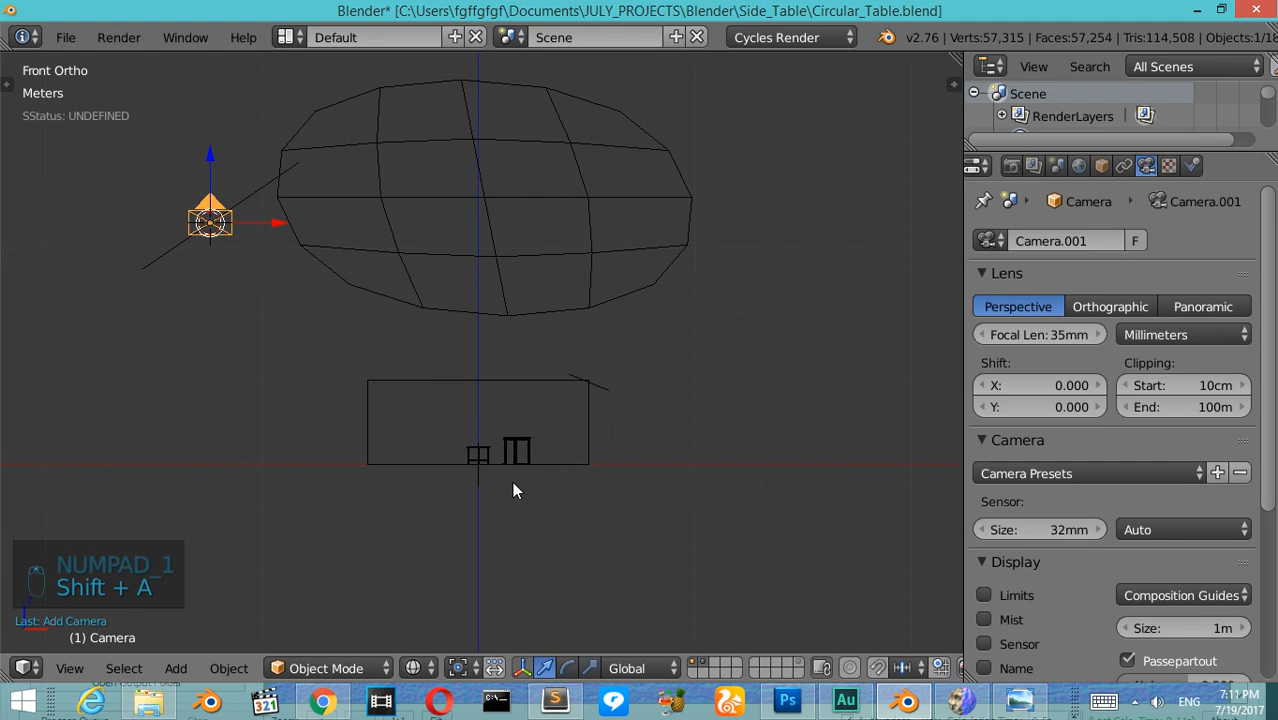 Blender* [C:\Users\fgffgfgf\Documents\JULY_PROJECTS\Blender\Side_Table\Circular_Table.blend]
File Render Window Help Default Scene Cycles Render v2.76 | Verts:57,315 | Faces:57,254 | Tris:114,508 | Objects:1/18
Front Ortho
Meters
SStatus: UNDEFINED
View Search All Scenes
Scene
RenderLayers
Camera Camera.001
Camera.001 F
Lens
Perspective Orthographic Panoramic
Focal Len: 35mm Millimeters
Shift: Clipping:
X: 0.000 Start: 10cm
Y: 0.000 End: 100m
Camera
Camera Presets
Sensor:
Size: 32mm Auto
Display
Limits Composition Guides
Mist Size: 1m
Sensor Passepartout
Name
NUMPAD_1
Shift + A
Last: Add Camera
(1) Camera
View Select Add Object Object Mode Global
321
Ps Au ENG 7:11 PM
7/19/2017